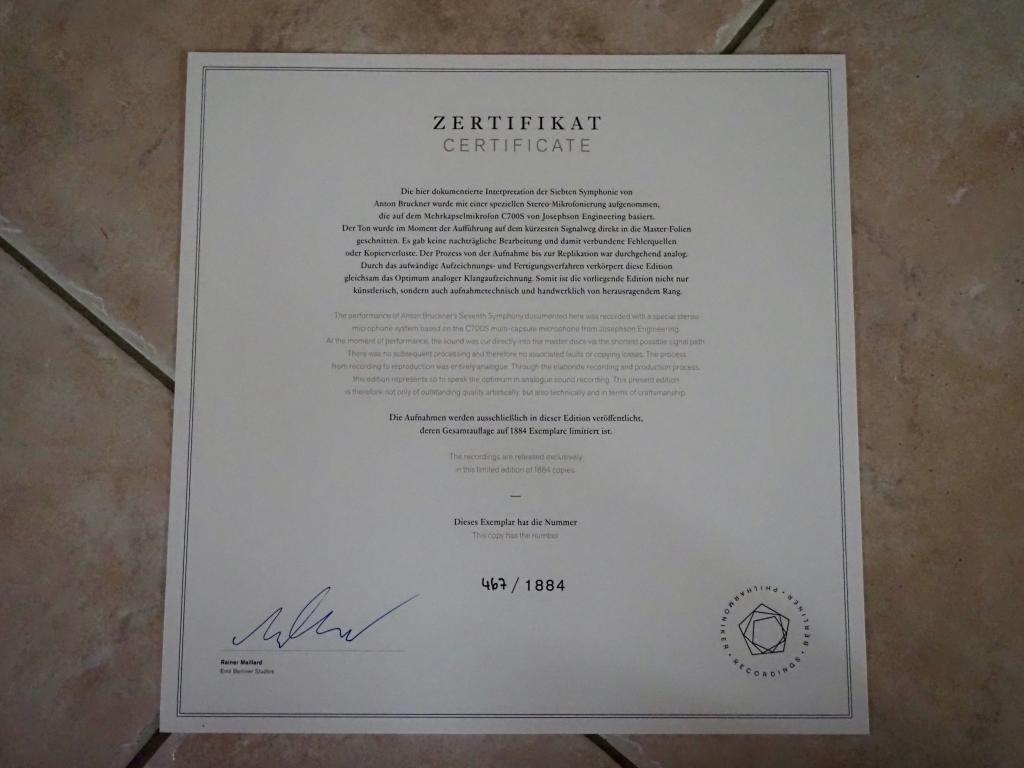 ZERTIFIKAT
CERTIFICATE
Die hier dokumentierte Interpretation der Siebten Symphonie von
Anton Bruckner wurde mit einer speziellen Stereo-Mikrofonierung aufgenommen,
die auf dem Mehrkapselmikrofon C700S von Josephson Engineering basiert.
Der Ton wurde im Moment der Aufführung auf dem kürzesten Signalweg direkt in die Master-Folien
geschnitten. Es gab keine nachträgliche Bearbeitung und damit verbundene Fehlerquellen
oder Kopierverluste. Der Prozess von der Aufnahme bis zur Replikation war durchgehend analog.
Durch das aufwändige Aufzeichnungs- und Fertigungsverfahren verkörpert diese Edition
gleichsam das Optimum analoger Klangaufzeichnung. Somit ist die vorliegende Edition nicht nur
künstlerisch, sondern auch aufnahmetechnisch und handwerklich von herausragendem Rang.
The performance of Anton Bruckner's Seventh Symphony documented here was recorded with a special stereo
microphone system based on the C700S multi-capsule microphone from Josephson Engineering.
At the moment of performance, the sound was cut directly into the master discs via the shortest possible signal path.
There was no subsequent processing and therefore no associated faults or copying losses. The process
from recording to reproduction was entirely analogue. Through the elaborate recording and production process,
this edition represents so to speak the optimum in analogue sound recording. This present edition
is therefore not only of outstanding quality artistically, but also technically and in terms of craftsmanship.
Die Aufnahmen werden ausschließlich in dieser Edition veröffentlicht,
deren Gesamtauflage auf 1884 Exemplare limitiert ist.
The recordings are released exclusively
in this limited edition of 1884 copies.
—
Dieses Exemplar hat die Nummer
This copy has the number
467 / 1884
Rainer Maillard
Emil Berliner Studios
BERLINER PHILHARMONIKER • RECORDINGS •